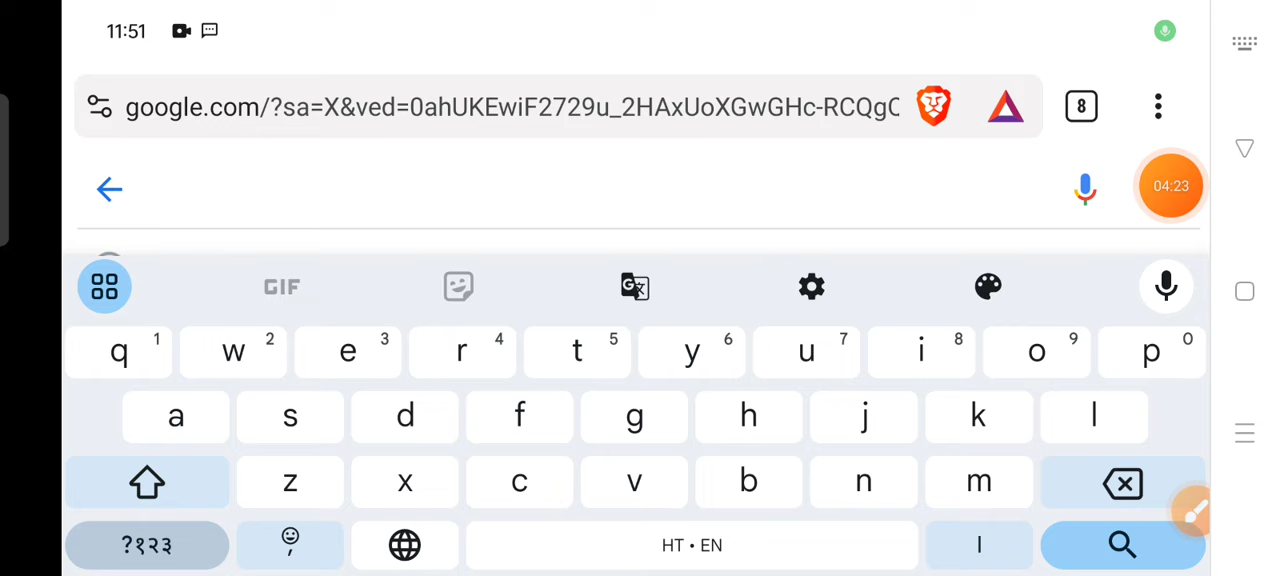 11:51
google.com/?sa=X&ved=0ahUKEwiF2729u_2HAxUoXGwGHc-RCQgC
8
04:23
GIF
q 1 w 2 e 3 r 4 t 5 y 6 u 7 i 8 o 9 p 0
a s d f g h j k l
z x c v b n m
?१२३ , HT • EN ।